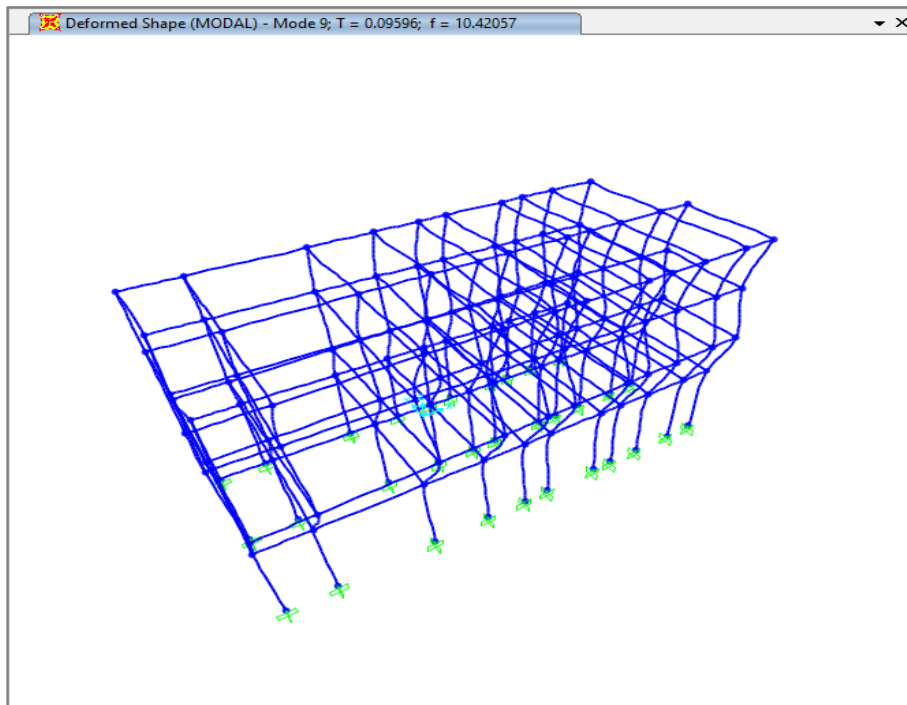 Deformed Shape (MODAL) - Mode 9; T = 0.09596; f = 10.42057